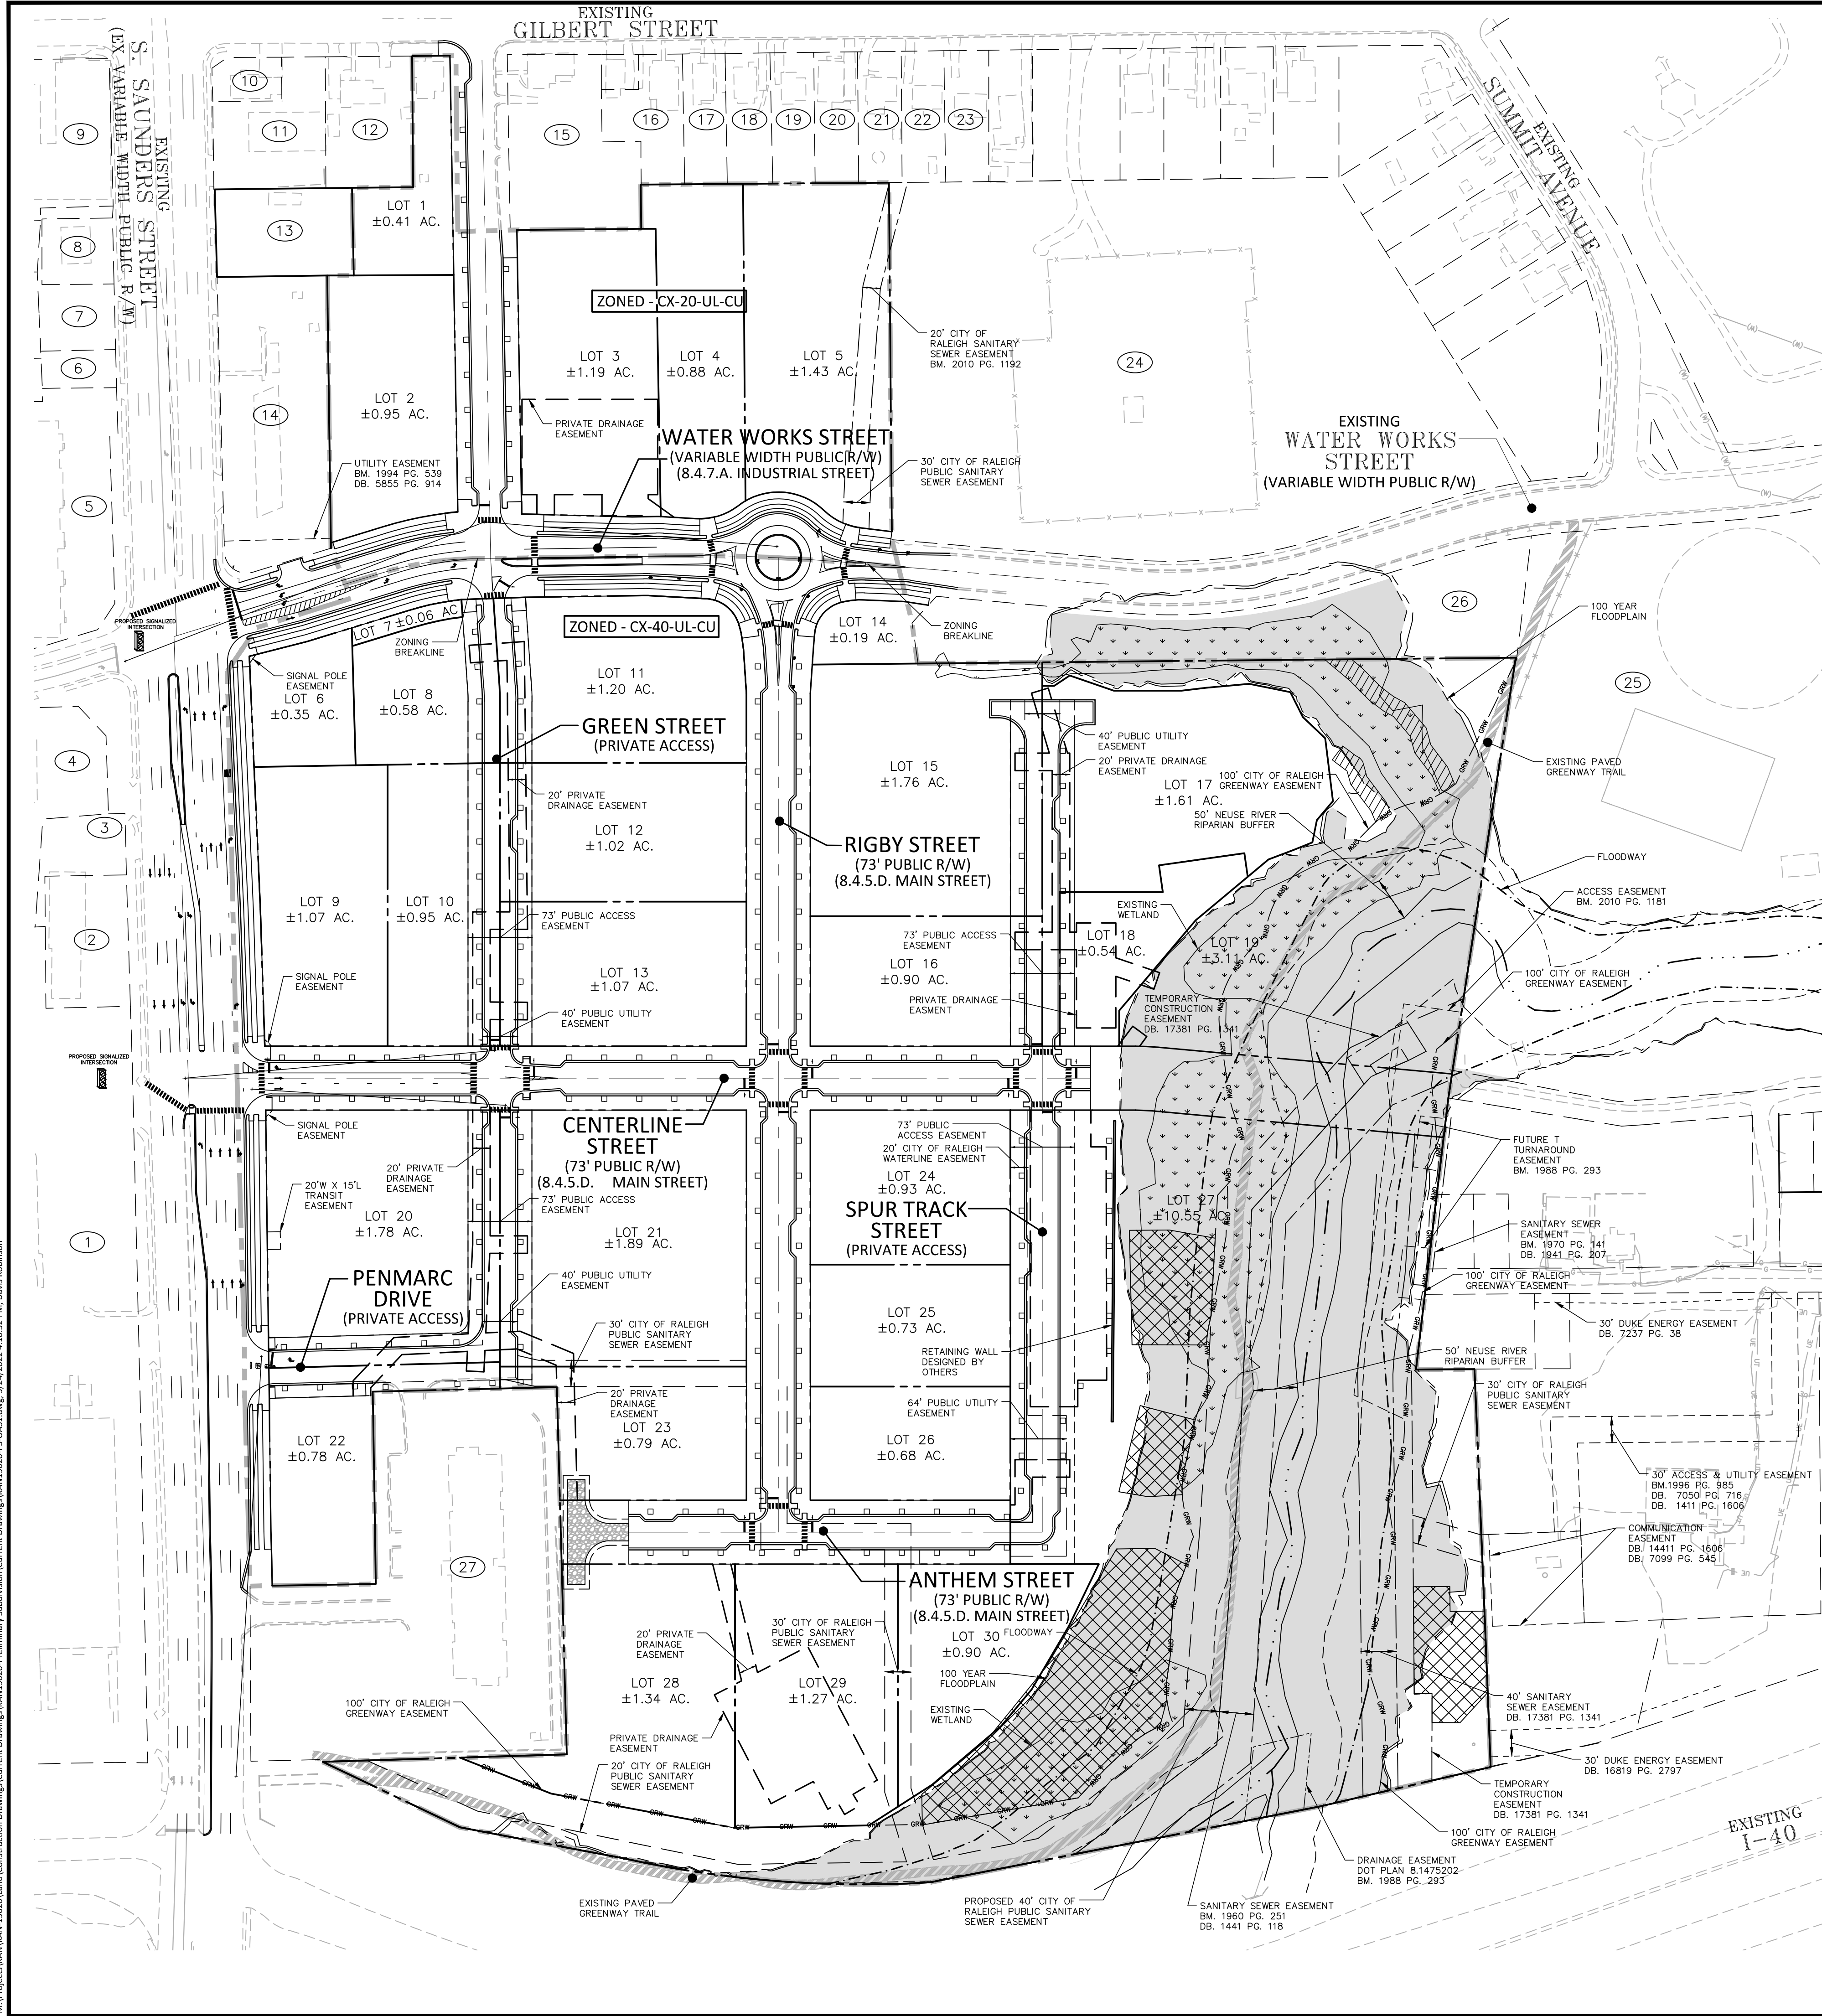 EXISTING
GILBERT STREET
EXISTING
S. SAUNDERS STREET
(EX. VARIABLE WIDTH PUBLIC R/W)
EXISTING
SUMMIT AVENUE
10
9
11
12
15
16
17
18
19
20
21
22
23
LOT 1
±0.41 AC.
13
8
7
6
14
5
LOT 2
±0.95 AC.
ZONED - CX-20-UL-CU
LOT 3
±1.19 AC.
LOT 4
±0.88 AC.
LOT 5
±1.43 AC.
20' CITY OF
RALEIGH SANITARY
SEWER EASEMENT
BM. 2010 PG. 1192
24
PRIVATE DRAINAGE
EASEMENT
WATER WORKS STREET
(VARIABLE WIDTH PUBLIC R/W)
(8.4.7.A. INDUSTRIAL STREET)
UTILITY EASEMENT
BM. 1994 PG. 539
DB. 5855 PG. 914
30' CITY OF RALEIGH
PUBLIC SANITARY
SEWER EASEMENT
EXISTING
WATER WORKS
STREET
(VARIABLE WIDTH PUBLIC R/W)
PROPOSED SIGNALIZED
INTERSECTION
LOT 7 ±0.06 AC
ZONING
BREAKLINE
ZONED - CX-40-UL-CU
LOT 14
±0.19 AC.
ZONING
BREAKLINE
26
100 YEAR
FLOODPLAIN
25
SIGNAL POLE
EASEMENT
LOT 6
±0.35 AC.
LOT 8
±0.58 AC.
LOT 11
±1.20 AC.
GREEN STREET
(PRIVATE ACCESS)
4
3
2
20' PRIVATE
DRAINAGE EASEMENT
LOT 12
±1.02 AC.
LOT 15
±1.76 AC.
40' PUBLIC UTILITY
EASEMENT
20' PRIVATE DRAINAGE
EASEMENT
LOT 17
±1.61 AC.
100' CITY OF RALEIGH
GREENWAY EASEMENT
50' NEUSE RIVER
RIPARIAN BUFFER
EXISTING PAVED
GREENWAY TRAIL
RIGBY STREET
(73' PUBLIC R/W)
(8.4.5.D. MAIN STREET)
FLOODWAY
ACCESS EASEMENT
BM. 2010 PG. 1181
LOT 9
±1.07 AC.
LOT 10
±0.95 AC.
73' PUBLIC ACCESS
EASEMENT
EXISTING
WETLAND
73' PUBLIC ACCESS
EASEMENT
LOT 18
±0.54 AC.
LOT 19
±3.11 AC.
SIGNAL POLE
EASEMENT
LOT 13
±1.07 AC.
LOT 16
±0.90 AC.
100' CITY OF RALEIGH
GREENWAY EASEMENT
40' PUBLIC UTILITY
EASEMENT
PRIVATE DRAINAGE
EASMENT
TEMPORARY
CONSTRUCTION
EASEMENT
DB. 17381 PG. 1341
PROPOSED SIGNALIZED
INTERSECTION
SIGNAL POLE
EASEMENT
CENTERLINE
STREET
(73' PUBLIC R/W)
(8.4.5.D. MAIN STREET)
73' PUBLIC
ACCESS EASEMENT
20' CITY OF RALEIGH
WATERLINE EASEMENT
LOT 24
±0.93 AC.
FUTURE T
TURNAROUND
EASEMENT
BM. 1988 PG. 293
20' PRIVATE
DRAINAGE
EASEMENT
20'W X 15'L
TRANSIT
EASEMENT
73' PUBLIC ACCESS
EASEMENT
LOT 20
±1.78 AC.
LOT 21
±1.89 AC.
SPUR TRACK
STREET
(PRIVATE ACCESS)
LOT 27
±10.55 AC.
1
SANITARY SEWER
EASEMENT
BM. 1970 PG. 141
DB. 1941 PG. 207
PENMARC
DRIVE
(PRIVATE ACCESS)
40' PUBLIC UTILITY
EASEMENT
100' CITY OF RALEIGH
GREENWAY EASEMENT
30' CITY OF RALEIGH
PUBLIC SANITARY
SEWER EASEMENT
LOT 25
±0.73 AC.
30' DUKE ENERGY EASEMENT
DB. 7237 PG. 38
RETAINING WALL
DESIGNED BY
OTHERS
50' NEUSE RIVER
RIPARIAN BUFFER
30' CITY OF RALEIGH
PUBLIC SANITARY
SEWER EASEMENT
20' PRIVATE
DRAINAGE
EASEMENT
LOT 23
±0.79 AC.
64' PUBLIC UTILITY
EASEMENT
LOT 26
±0.68 AC.
LOT 22
±0.78 AC.
30' ACCESS & UTILITY EASEMENT
BM.1996 PG. 985
DB. 7050 PG. 716
DB. 1411 PG. 1606
COMMUNICATION
EASEMENT
DB. 14411 PG. 1606
DB. 7099 PG. 545
27
ANTHEM STREET
(73' PUBLIC R/W)
(8.4.5.D. MAIN STREET)
20' PRIVATE
DRAINAGE
EASEMENT
30' CITY OF RALEIGH
PUBLIC SANITARY
SEWER EASEMENT
LOT 30
±0.90 AC.
FLOODWAY
100 YEAR
FLOODPLAIN
LOT 28
±1.34 AC.
LOT 29
±1.27 AC.
100' CITY OF RALEIGH
GREENWAY EASEMENT
EXISTING
WETLAND
40' SANITARY
SEWER EASEMENT
DB. 17381 PG. 1341
PRIVATE DRAINAGE
EASEMENT
20' CITY OF RALEIGH
PUBLIC SANITARY
SEWER EASEMENT
30' DUKE ENERGY EASEMENT
DB. 16819 PG. 2797
TEMPORARY
CONSTRUCTION
EASEMENT
DB. 17381 PG. 1341
100' CITY OF RALEIGH
GREENWAY EASEMENT
EXISTING
I-40
DRAINAGE EASEMENT
DOT PLAN 8.1475202
BM. 1988 PG. 293
EXISTING PAVED
GREENWAY TRAIL
PROPOSED 40' CITY OF
RALEIGH PUBLIC SANITARY
SEWER EASEMENT
SANITARY SEWER EASEMENT
BM. 1960 PG. 251
DB. 1441 PG. 118